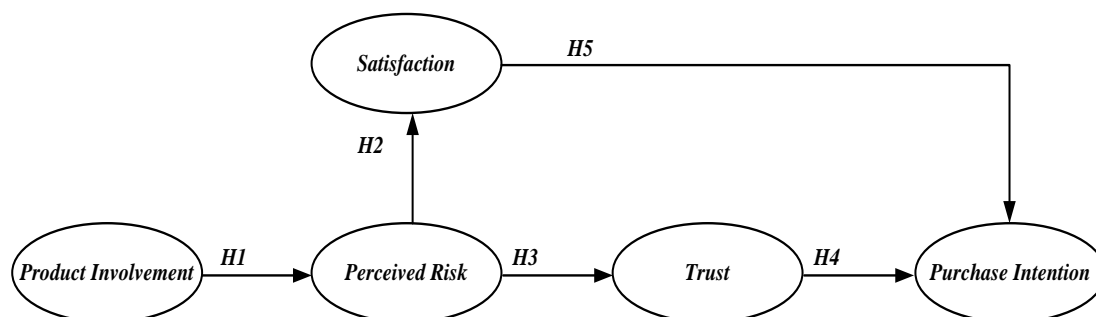 Satisfaction
H5
H2
Product Involvement
H1
Perceived Risk
H3
Trust
H4
Purchase Intention